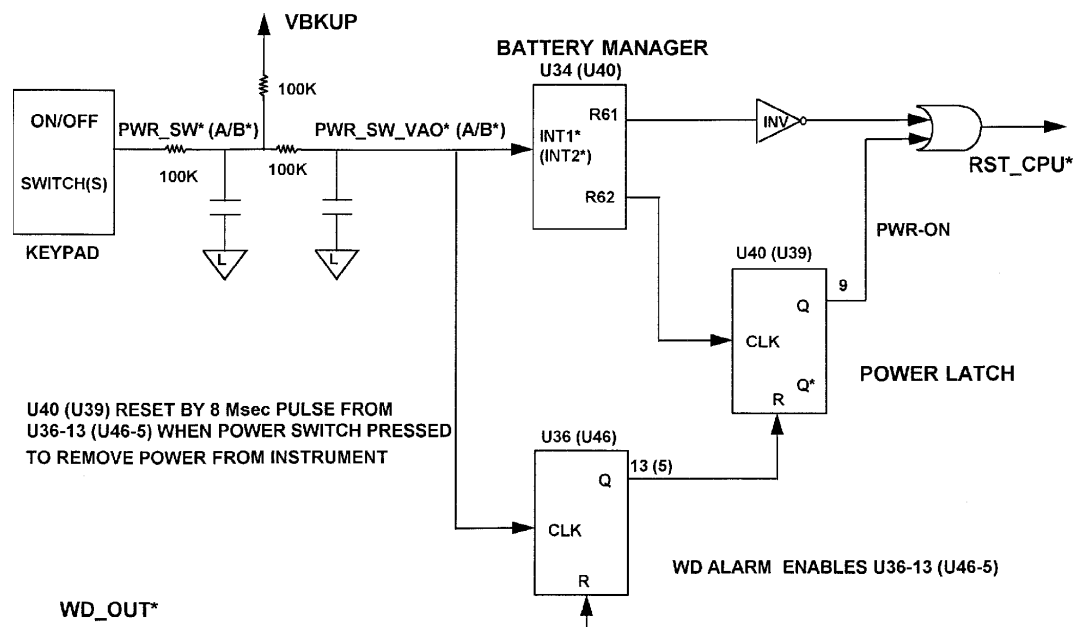 VBKUP
BATTERY MANAGER
U34 (U40)
100K
ON/OFF
SWITCH(S)
KEYPAD
PWR_SW* (A/B*)
100K
100K
PWR_SW_VAO* (A/B*)
L
L
INT1*
(INT2*)
R61
R62
INV
RST_CPU*
PWR-ON
U40 (U39)
9
Q
CLK
Q*
R
POWER LATCH
U40 (U39) RESET BY 8 Msec PULSE FROM
U36-13 (U46-5) WHEN POWER SWITCH PRESSED
TO REMOVE POWER FROM INSTRUMENT
U36 (U46)
13 (5)
Q
CLK
R
WD ALARM ENABLES U36-13 (U46-5)
WD_OUT*